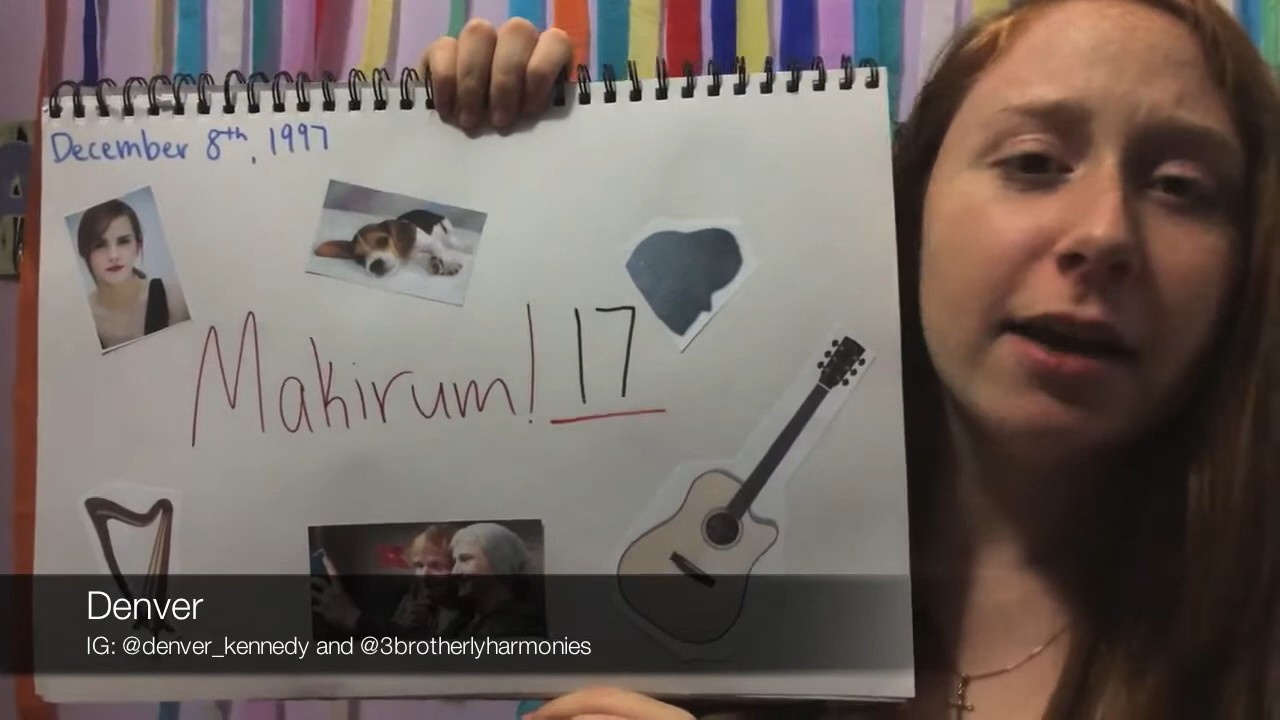 December 8th, 1997
Makirum! 17
Denver
IG: @denver_kennedy and @3brotherlyharmonies